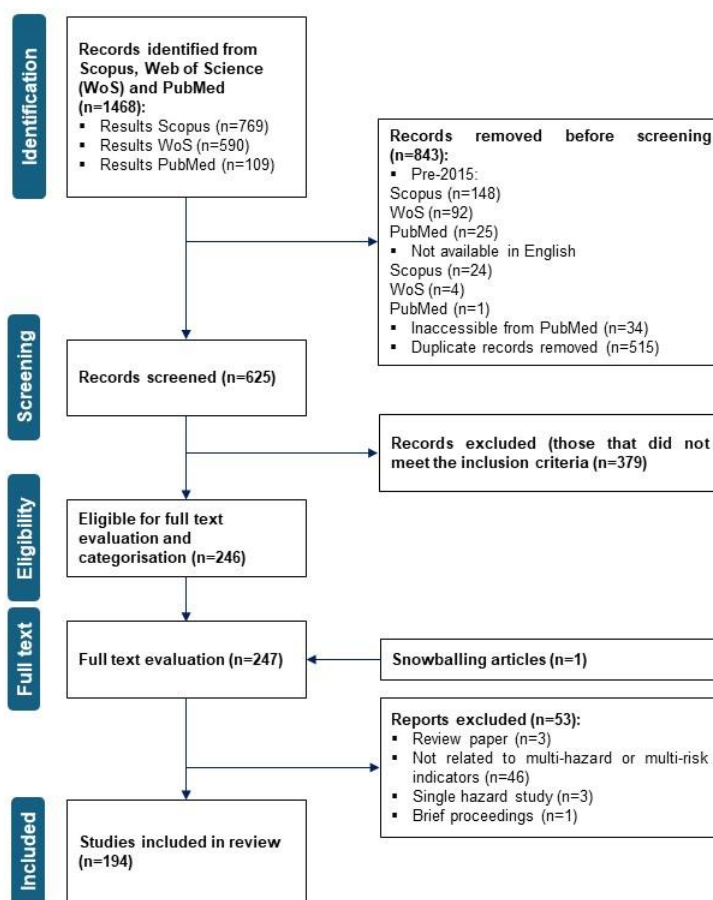 Identification
Records identified from
Scopus, Web of Science
(WoS) and PubMed
(n=1468):
▪ Results Scopus (n=769)
▪ Results WoS (n=590)
▪ Results PubMed (n=109)
Records removed before screening
(n=843):
▪ Pre-2015:
Scopus (n=148)
WoS (n=92)
PubMed (n=25)
▪ Not available in English
Scopus (n=24)
WoS (n=4)
PubMed (n=1)
▪ Inaccessible from PubMed (n=34)
▪ Duplicate records removed (n=515)
Screening
Records screened (n=625)
Records excluded (those that did not
meet the inclusion criteria (n=379)
Eligibility
Eligible for full text
evaluation and
categorisation (n=246)
Full text
Full text evaluation (n=247)
Snowballing articles (n=1)
Reports excluded (n=53):
▪ Review paper (n=3)
▪ Not related to multi-hazard or multi-risk
indicators (n=46)
▪ Single hazard study (n=3)
▪ Brief proceedings (n=1)
Included
Studies included in review
(n=194)